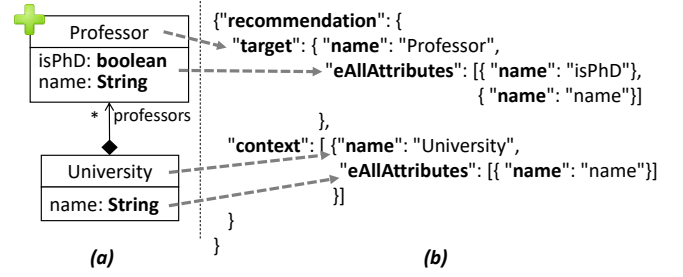 Professor
isPhD: boolean
name: String
* professors
University
name: String
(a)
{"recommendation": {
"target": { "name": "Professor",
"eAllAttributes": [{ "name": "isPhD"},
{ "name": "name"}]
},
"context": [ {"name": "University",
"eAllAttributes": [{ "name": "name"}]
}]
}
}
(b)